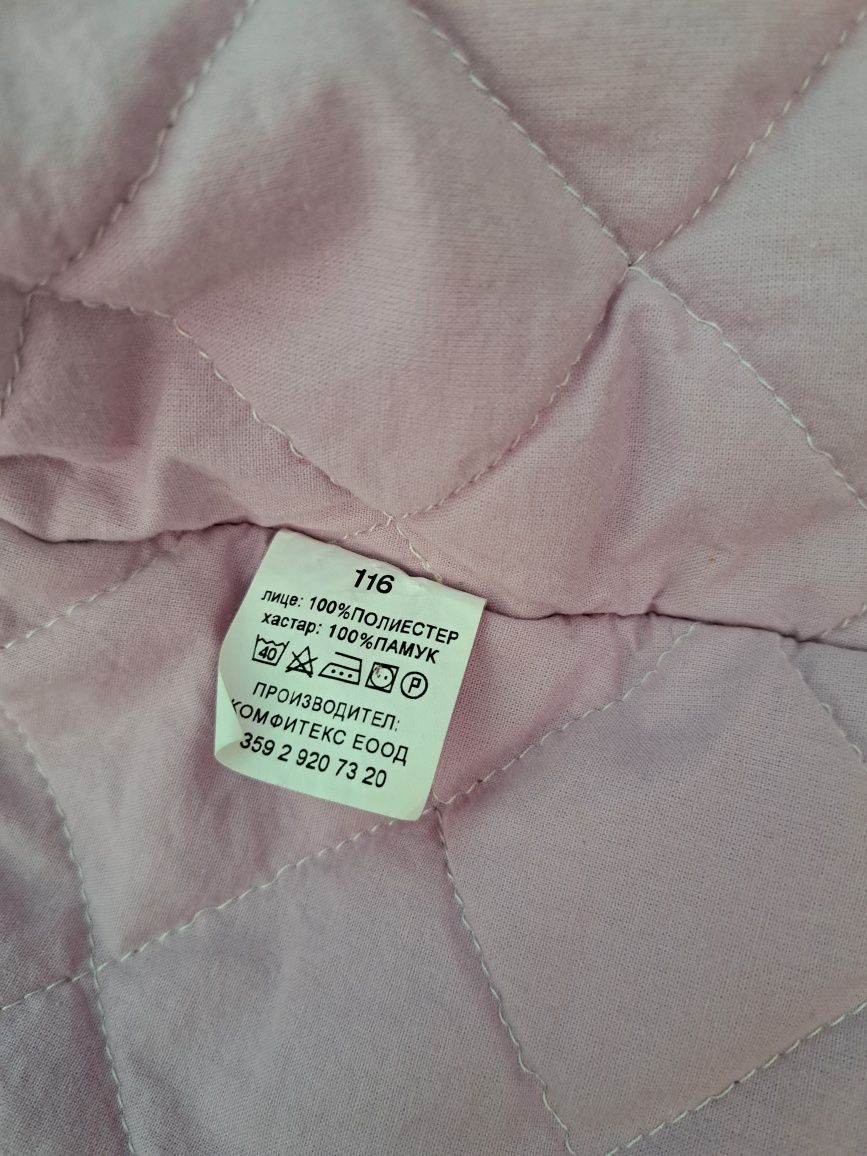 116
лице: 100%ПОЛИЕСТЕР
хастар: 100%ПАМУК
40 P
ПРОИЗВОДИТЕЛ:
КОМФИТЕКС ЕООД
359 2 920 73 20